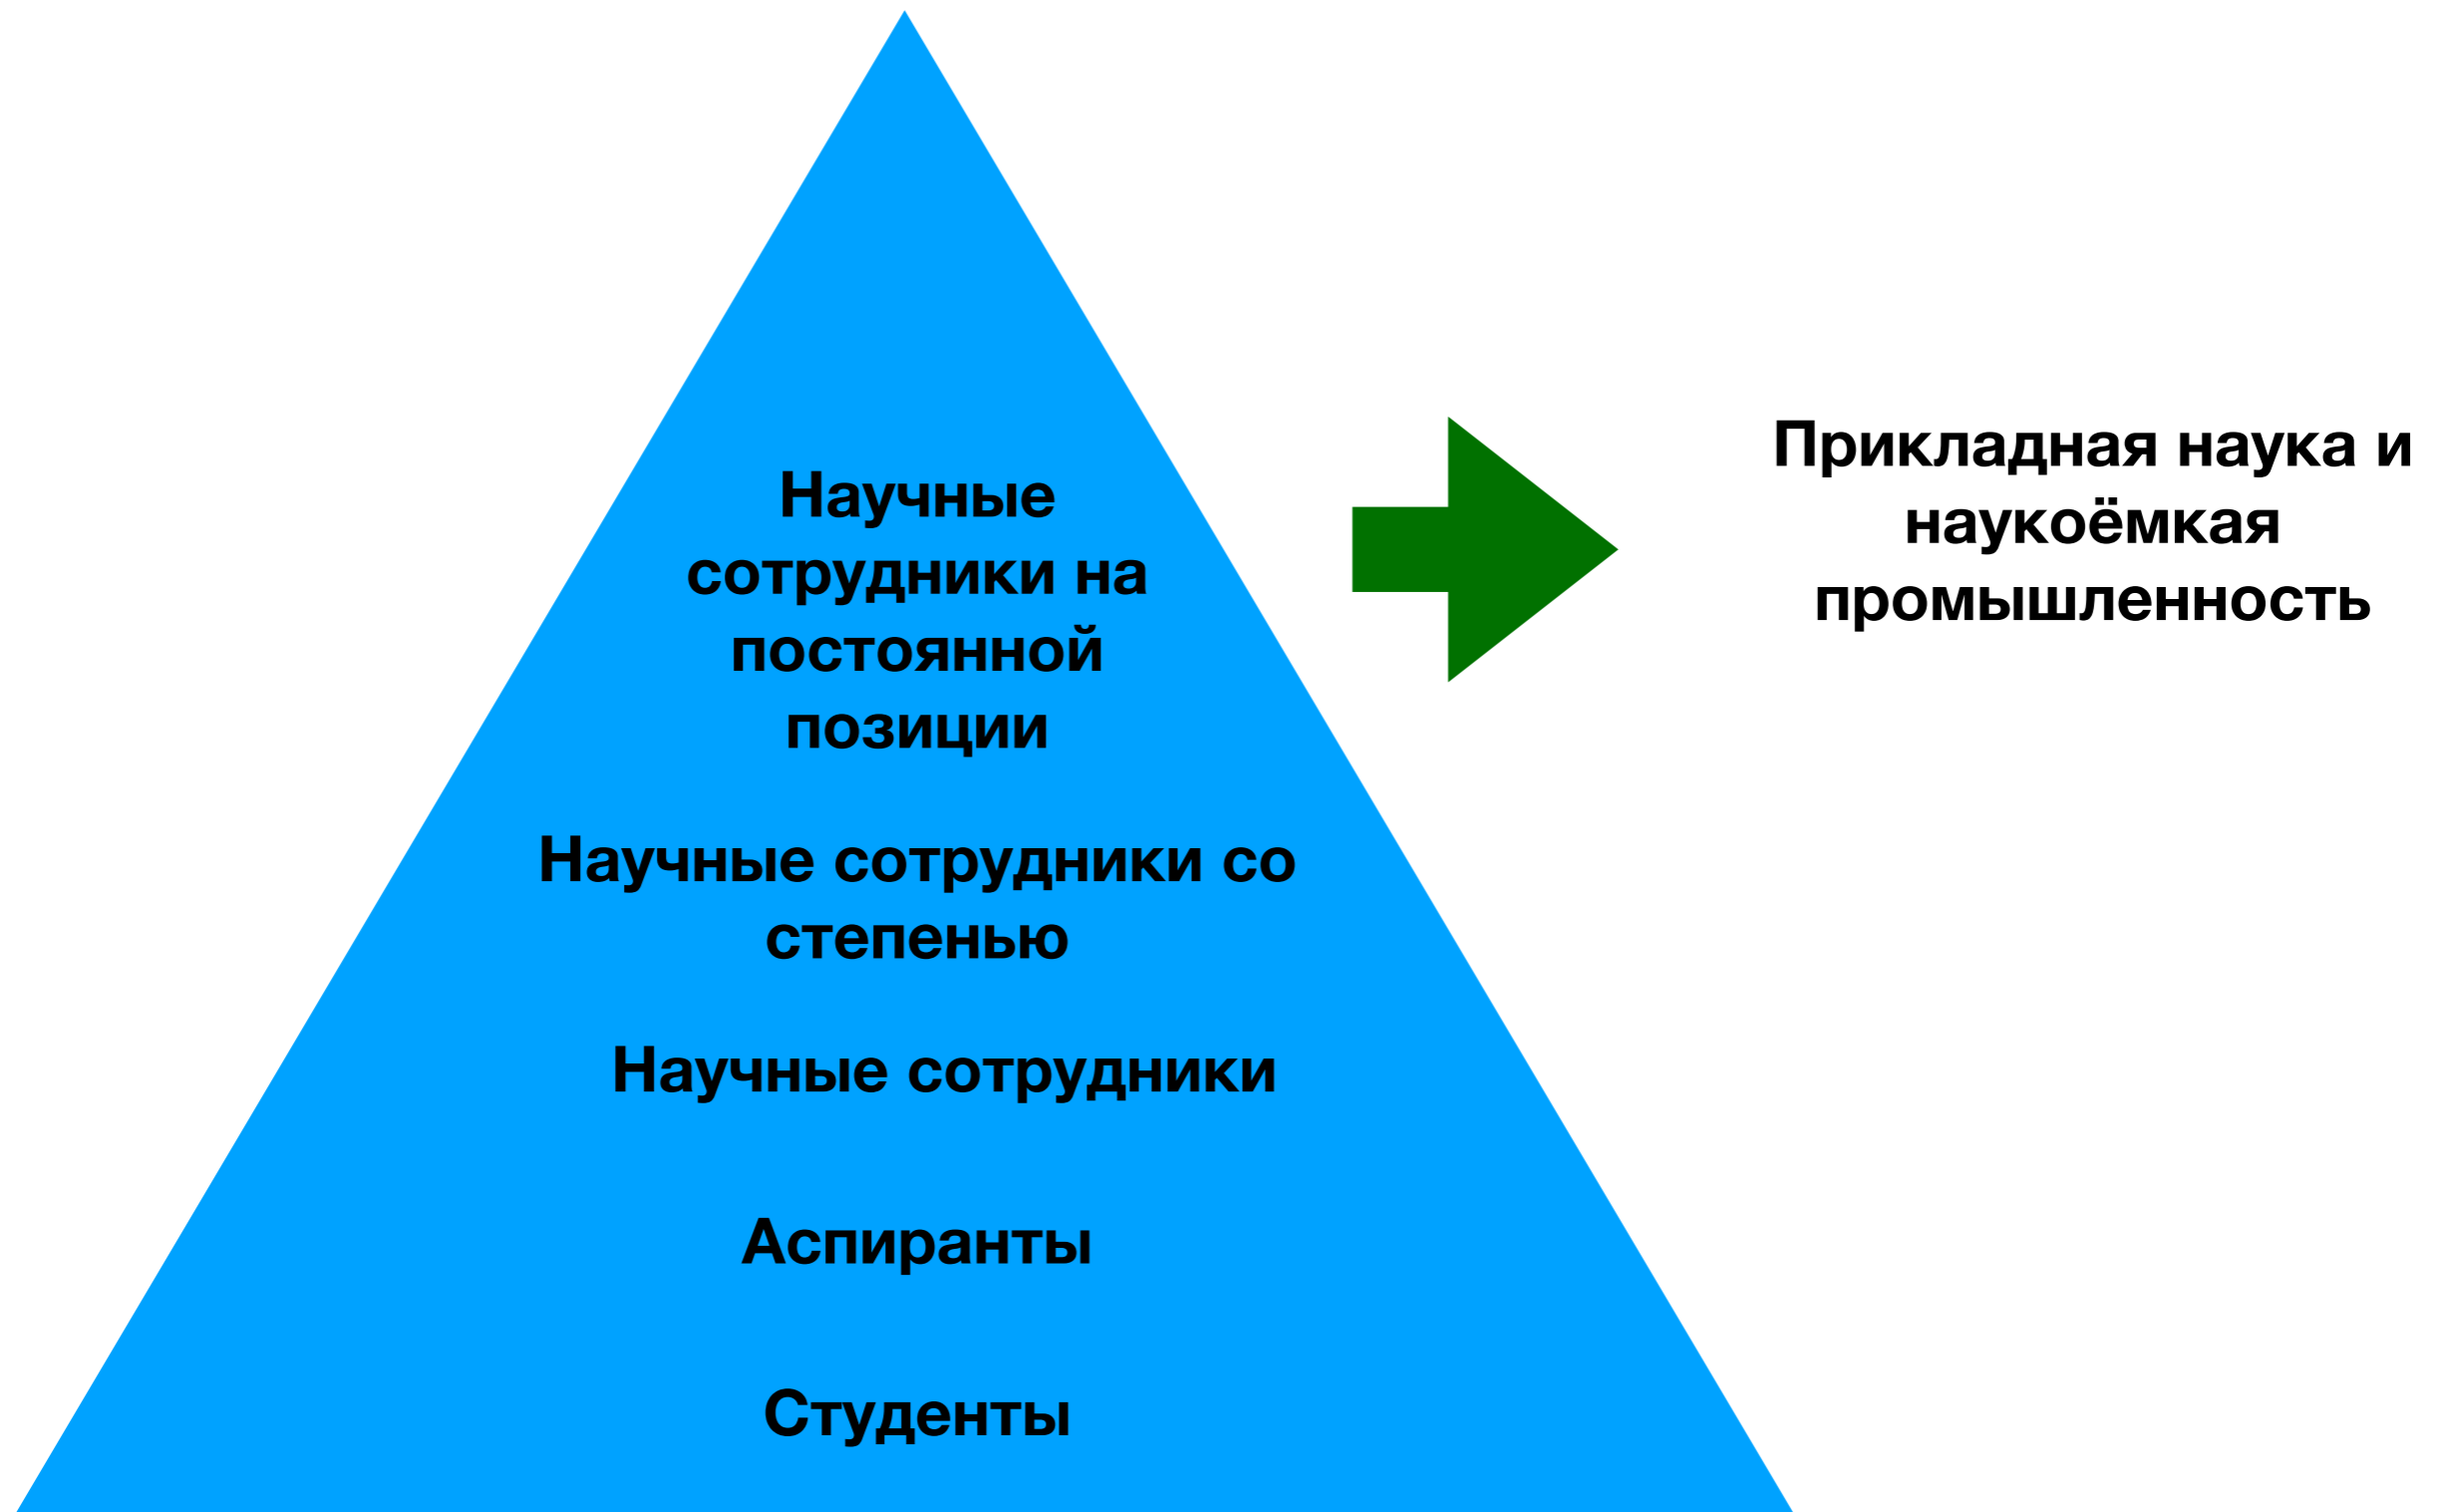 Научные
сотрудники на
постоянной
позиции
Научные сотрудники со
степенью
Научные сотрудники
Аспиранты
Студенты
Прикладная наука и
наукоёмкая
промышленность